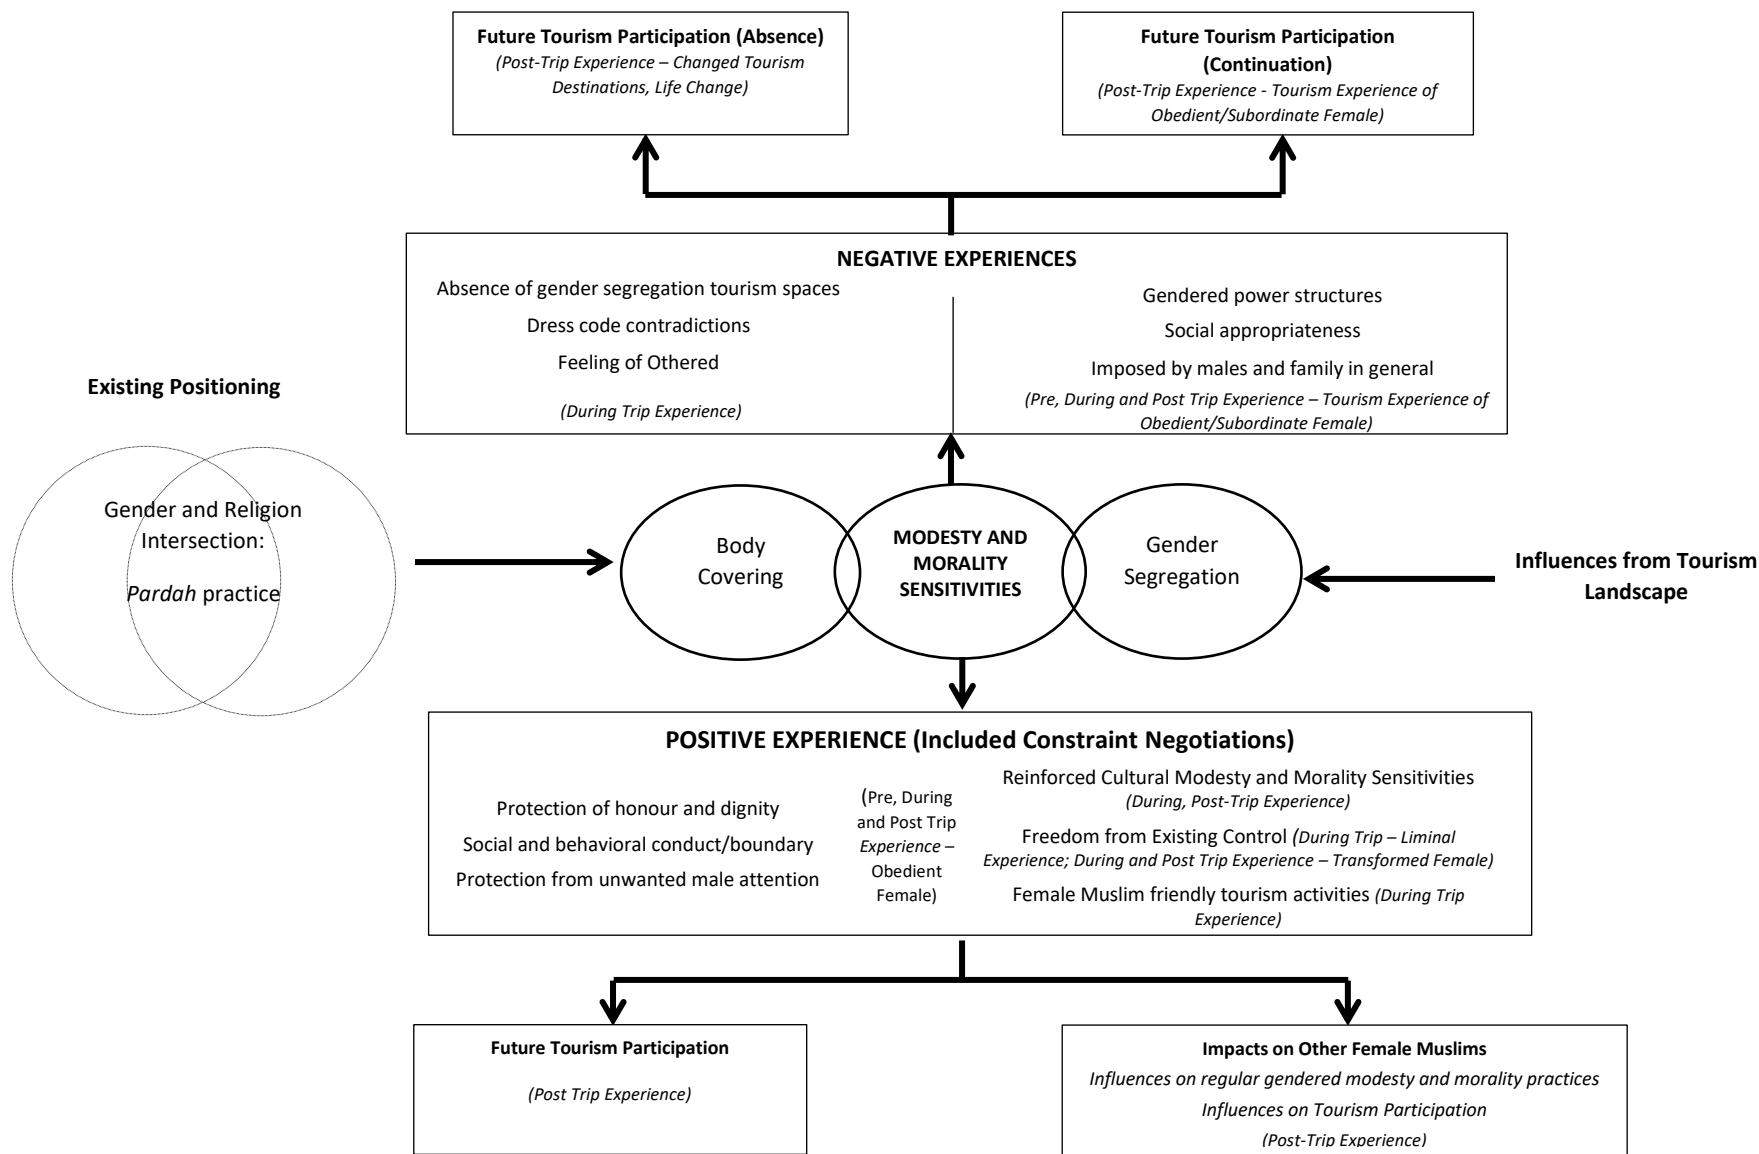 Future Tourism Participation (Absence)
(Post-Trip Experience – Changed Tourism
Destinations, Life Change)
Future Tourism Participation
(Continuation)
(Post-Trip Experience - Tourism Experience of
Obedient/Subordinate Female)
NEGATIVE EXPERIENCES
Absence of gender segregation tourism spaces
Dress code contradictions
Feeling of Othered
(During Trip Experience)
Gendered power structures
Social appropriateness
Imposed by males and family in general
(Pre, During and Post Trip Experience – Tourism Experience of
Obedient/Subordinate Female)
Existing Positioning
Gender and Religion
Intersection:
Pardah practice
Body
Covering
MODESTY AND
MORALITY
SENSITIVITIES
Gender
Segregation
Influences from Tourism
Landscape
POSITIVE EXPERIENCE (Included Constraint Negotiations)
Protection of honour and dignity
Social and behavioral conduct/boundary
Protection from unwanted male attention
(Pre, During
and Post Trip
Experience –
Obedient
Female)
Reinforced Cultural Modesty and Morality Sensitivities
(During, Post-Trip Experience)
Freedom from Existing Control (During Trip – Liminal
Experience; During and Post Trip Experience – Transformed Female)
Female Muslim friendly tourism activities (During Trip
Experience)
Future Tourism Participation
(Post Trip Experience)
Impacts on Other Female Muslims
Influences on regular gendered modesty and morality practices
Influences on Tourism Participation
(Post-Trip Experience)